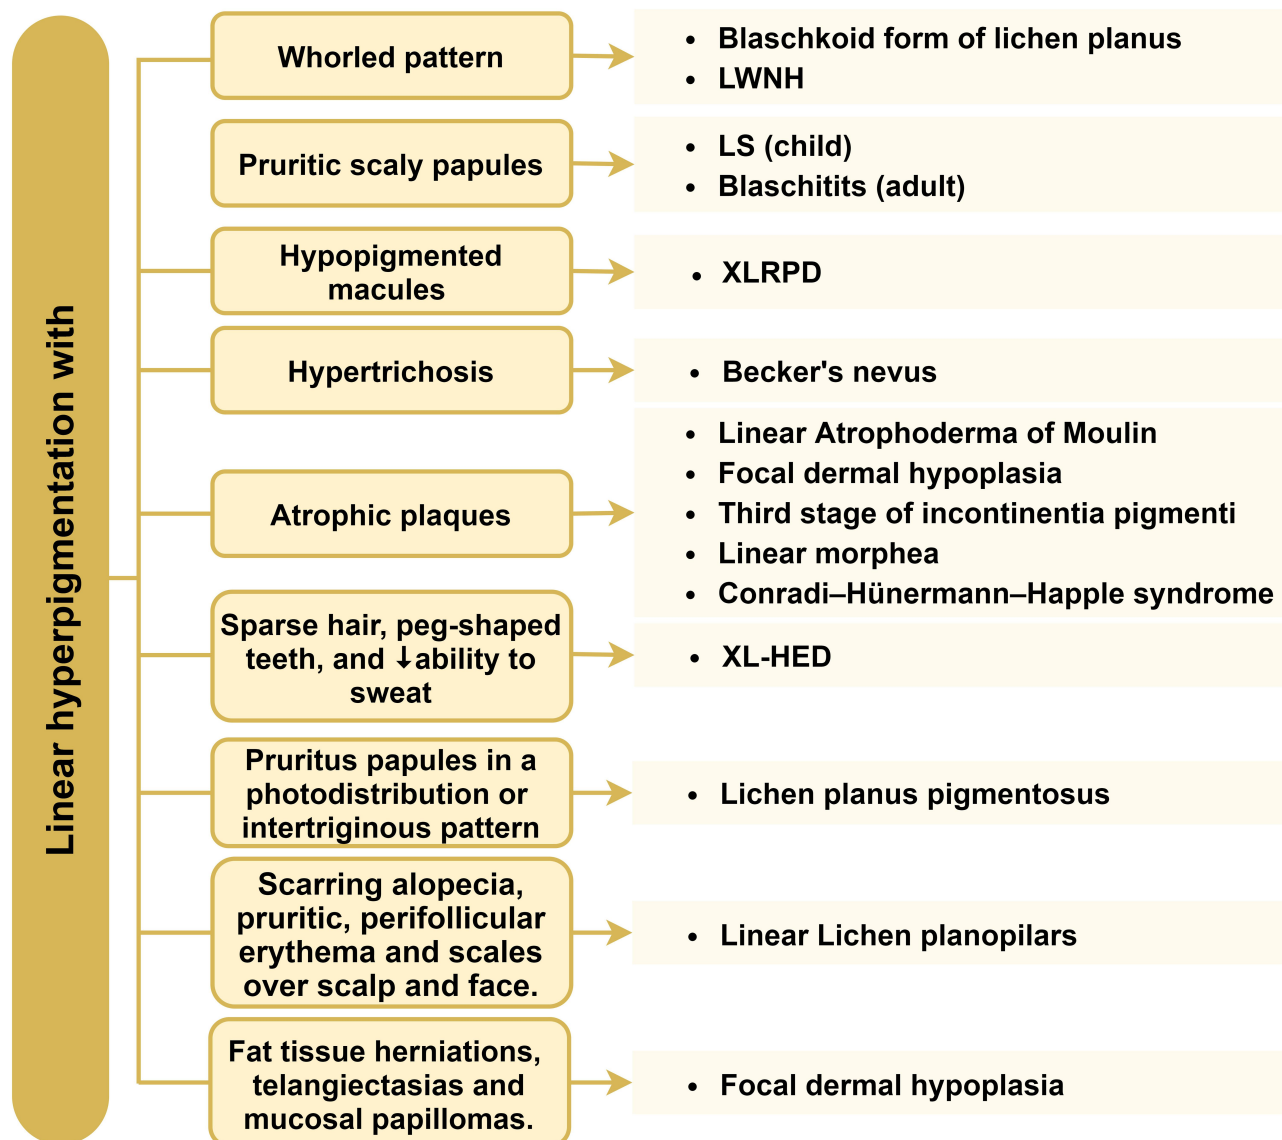 Linear hyperpigmentation with
Whorled pattern
• Blaschkoid form of lichen planus
• LWNH
Pruritic scaly papules
• LS (child)
• Blaschitits (adult)
Hypopigmented
macules
• XLRPD
Hypertrichosis
• Becker's nevus
Atrophic plaques
• Linear Atrophoderma of Moulin
• Focal dermal hypoplasia
• Third stage of incontinentia pigmenti
• Linear morphea
• Conradi–Hünermann–Happle syndrome
Sparse hair, peg-shaped
teeth, and ↓ability to
sweat
• XL-HED
Pruritus papules in a
photodistribution or
intertriginous pattern
• Lichen planus pigmentosus
Scarring alopecia,
pruritic, perifollicular
erythema and scales
over scalp and face.
• Linear Lichen planopilars
Fat tissue herniations,
telangiectasias and
mucosal papillomas.
• Focal dermal hypoplasia